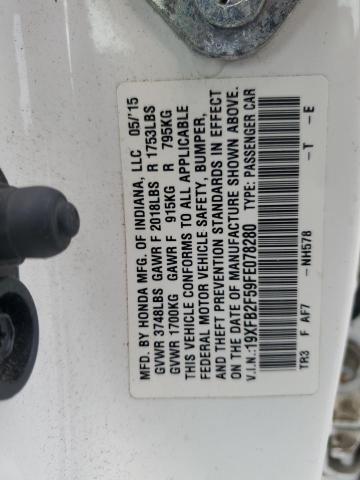 MFD. BY HONDA MFG. OF INDIANA, LLC 05/'15
GVWR 3748LBS GAWR F 2018LBS R 1753LBS
GVWR 1700KG GAWR F 915KG R 795KG
THIS VEHICLE CONFORMS TO ALL APPLICABLE
FEDERAL MOTOR VEHICLE SAFETY, BUMPER,
AND THEFT PREVENTION STANDARDS IN EFFECT
ON THE DATE OF MANUFACTURE SHOWN ABOVE.
V.I.N.:19XFB2F59FE078280 TYPE: PASSENGER CAR
TR3 F AF7 -NH578 -T -E